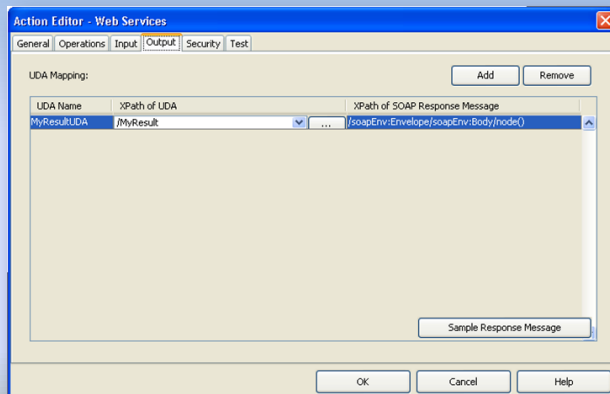 Action Editor - Web Services
General Operations Input Output Security Test
UDA Mapping:
Add Remove
UDA Name XPath of UDA XPath of SOAP Response Message
MyResultUDA /MyResult ... /soapEnv:Envelope/soapEnv:Body/node()
Sample Response Message
OK Cancel Help